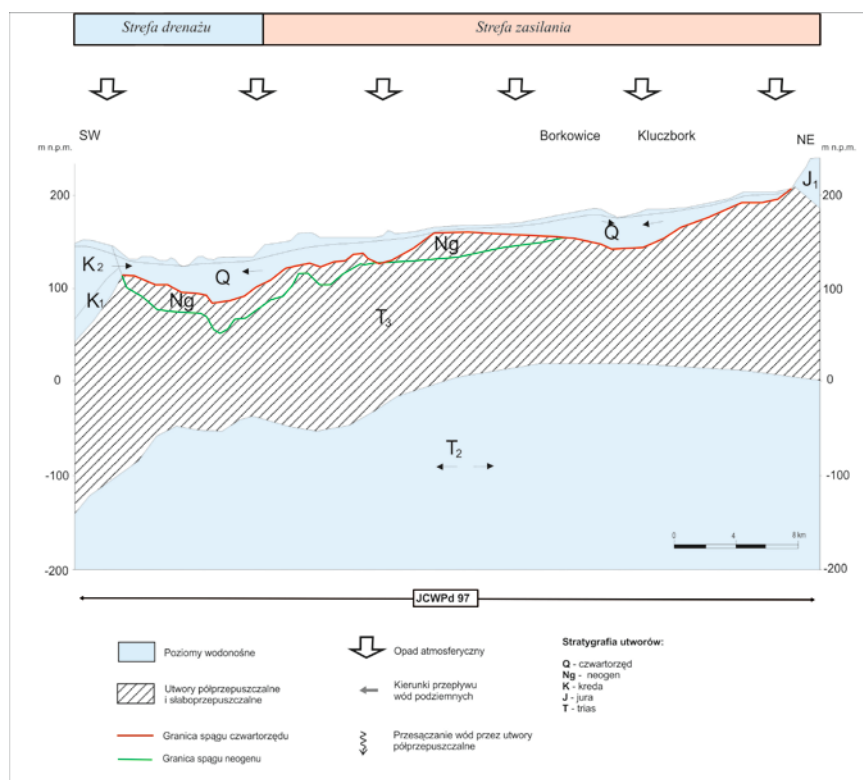 Strefa drenażu
Strefa zasilania
SW
Borkowice
Kluczbork
NE
m n.p.m.
m n.p.m.
200
200
J1
Ng
Q
K2
Q
K1
Ng
100
100
T3
0
0
T2
-100
-100
0 4 8 km
-200
-200
JCWPd 97
Poziomy wodonośne
Opad atmosferyczny
Stratygrafia utworów:
Q - czwartorzęd
Ng - neogen
K - kreda
J - jura
T - trias
Utwory półprzepuszczalne
i słaboprzepuszczalne
Kierunki przepływu
wód podziemnych
Granica spągu czwartorzędu
Przesączanie wód przez utwory
półprzepuszczalne
Granica spągu neogenu